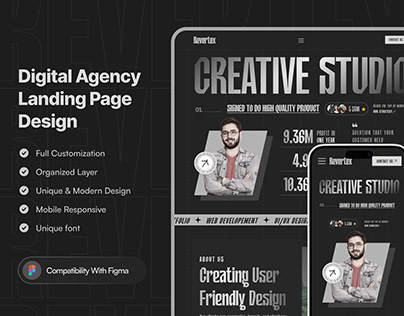 Digital Agency
Landing Page
Design
Full Customization
Organized Layer
Unique & Modern Design
Mobile Responsive
Unique font
Compatibility With Figma
Revertex
CONTACT US
CREATIVE STUDIO
01.
SIGNED TO DO HIGH QUALITY PRODUCT
9.36M
PROFIT IN
ONE YEAR
SOLUTION THAT YOUR
CUSTOMER NEED
4.9
10.36
TFOLIO
WEB DEVELOPEMENT
UI/UX DESIGN
ABOUT US
Creating User
Friendly Design
Revertex
CONTACT US
CREATIVE STUDIO
01.
SIGNED TO DO HIGH QUALITY PRODUCT